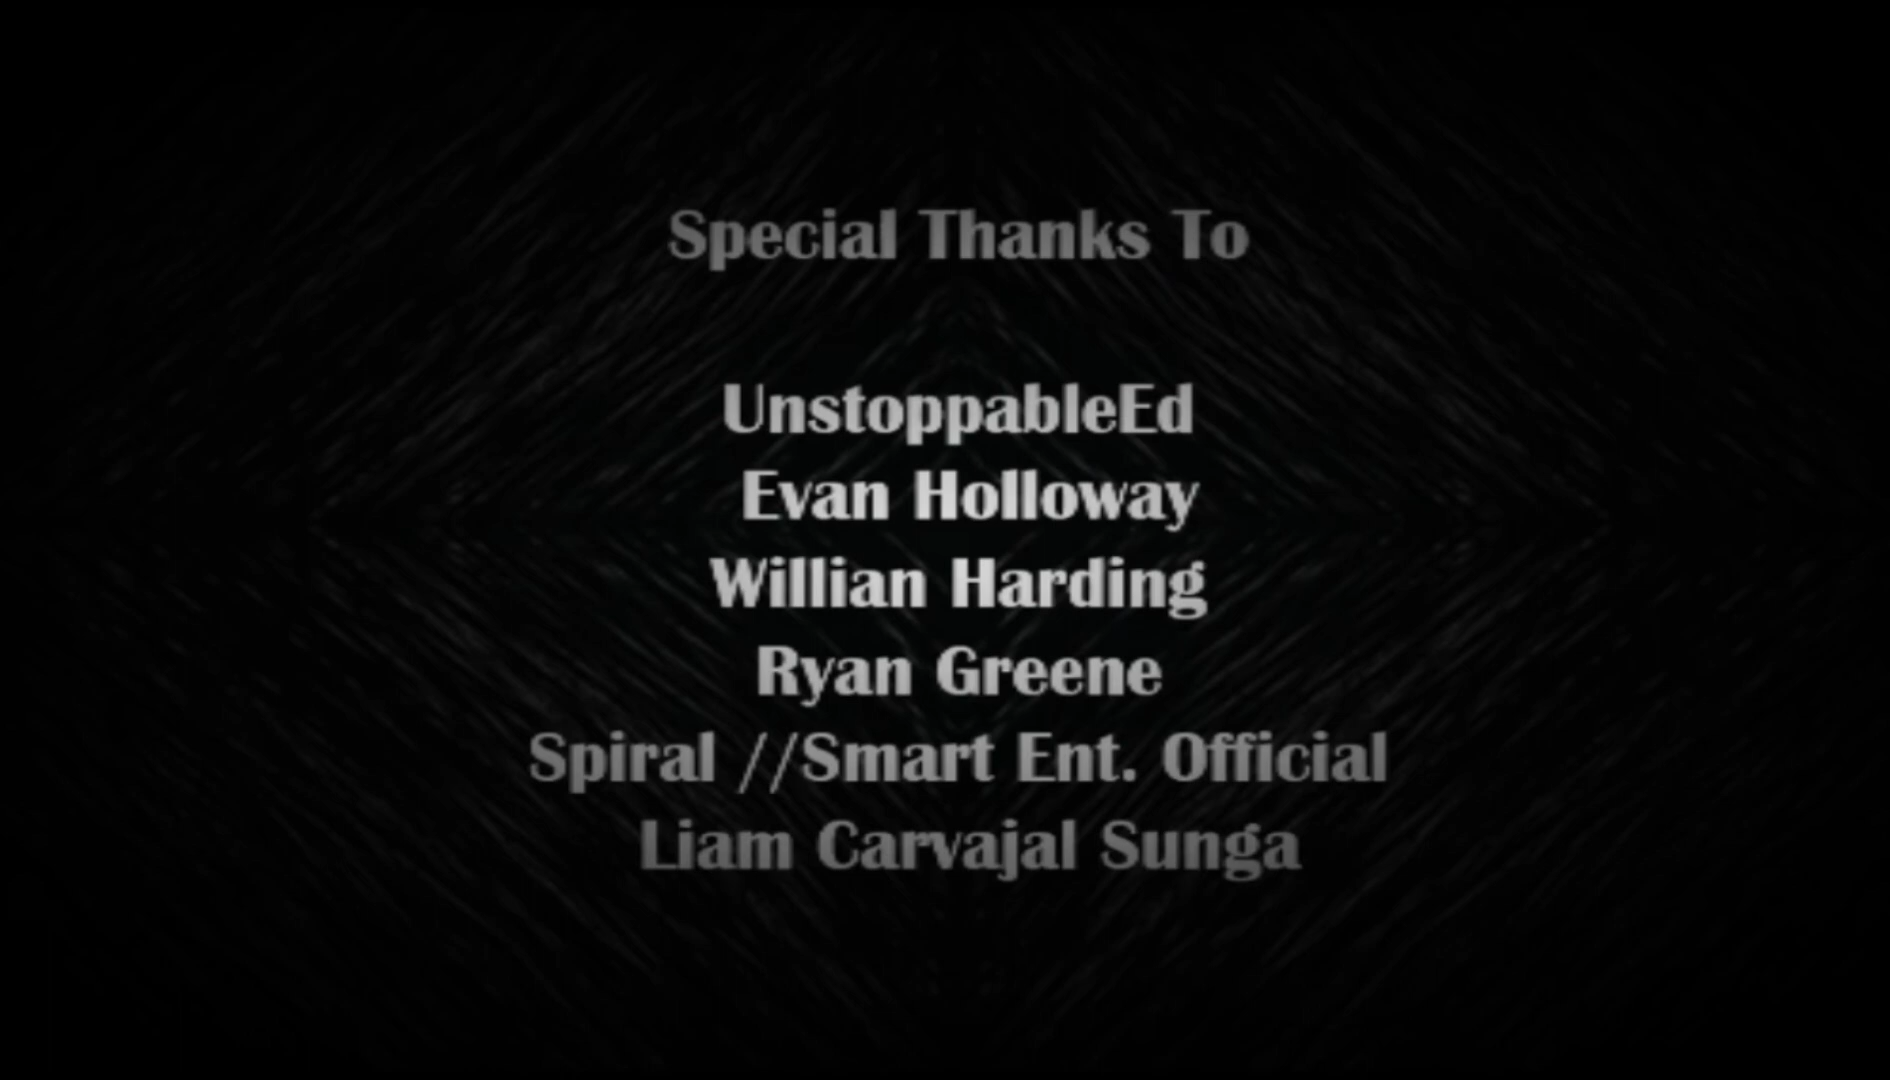 Special Thanks To
UnstoppableEd
Evan Holloway
Willian Harding
Ryan Greene
Spiral //Smart Ent. Official
Liam Carvajal Sunga